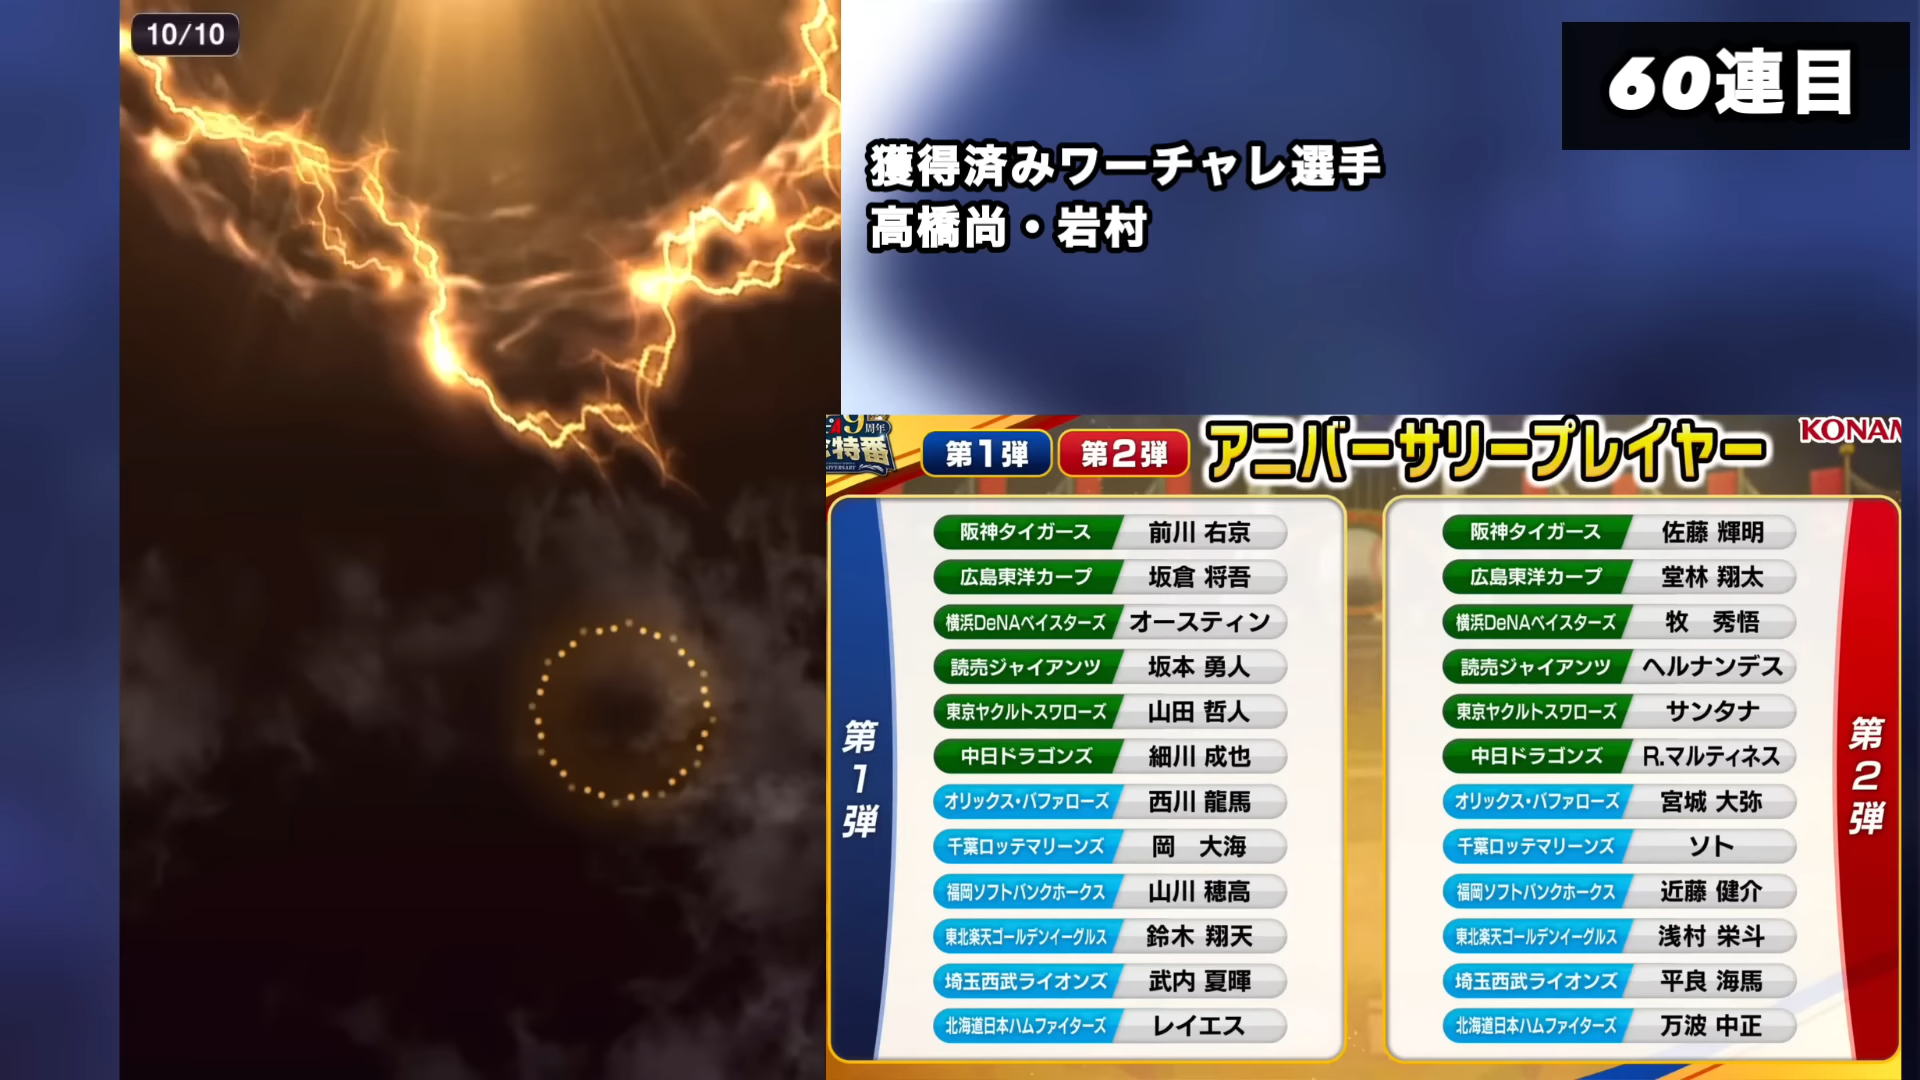 10/10
60連目
獲得済みワーチャレ選手
高橋尚・岩村
9周年
特番
第1弾
第2弾
アニバーサリープレイヤー
KONAM
第1弾
阪神タイガース 前川 右京
広島東洋カープ 坂倉 将吾
横浜DeNAベイスターズ オースティン
読売ジャイアンツ 坂本 勇人
東京ヤクルトスワローズ 山田 哲人
中日ドラゴンズ 細川 成也
オリックス・バファローズ 西川 龍馬
千葉ロッテマリーンズ 岡 大海
福岡ソフトバンクホークス 山川 穂高
東北楽天ゴールデンイーグルス 鈴木 翔天
埼玉西武ライオンズ 武内 夏暉
北海道日本ハムファイターズ レイエス
第2弾
阪神タイガース 佐藤 輝明
広島東洋カープ 堂林 翔太
横浜DeNAベイスターズ 牧 秀悟
読売ジャイアンツ ヘルナンデス
東京ヤクルトスワローズ サンタナ
中日ドラゴンズ R.マルティネス
オリックス・バファローズ 宮城 大弥
千葉ロッテマリーンズ ソト
福岡ソフトバンクホークス 近藤 健介
東北楽天ゴールデンイーグルス 浅村 栄斗
埼玉西武ライオンズ 平良 海馬
北海道日本ハムファイターズ 万波 中正